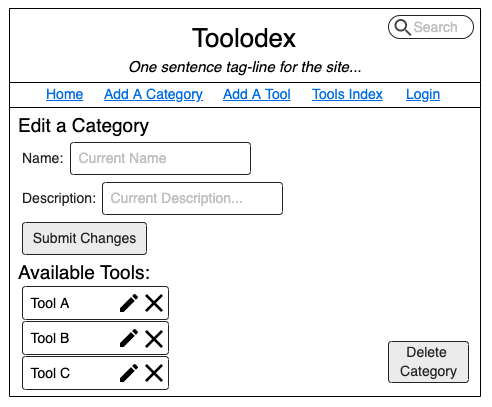 Toolodex
Search
One sentence tag-line for the site...
Home Add A Category Add A Tool Tools Index Login
Edit a Category
Name: Current Name
Description: Current Description...
Submit Changes
Available Tools:
Tool A
Tool B
Tool C
Delete
Category